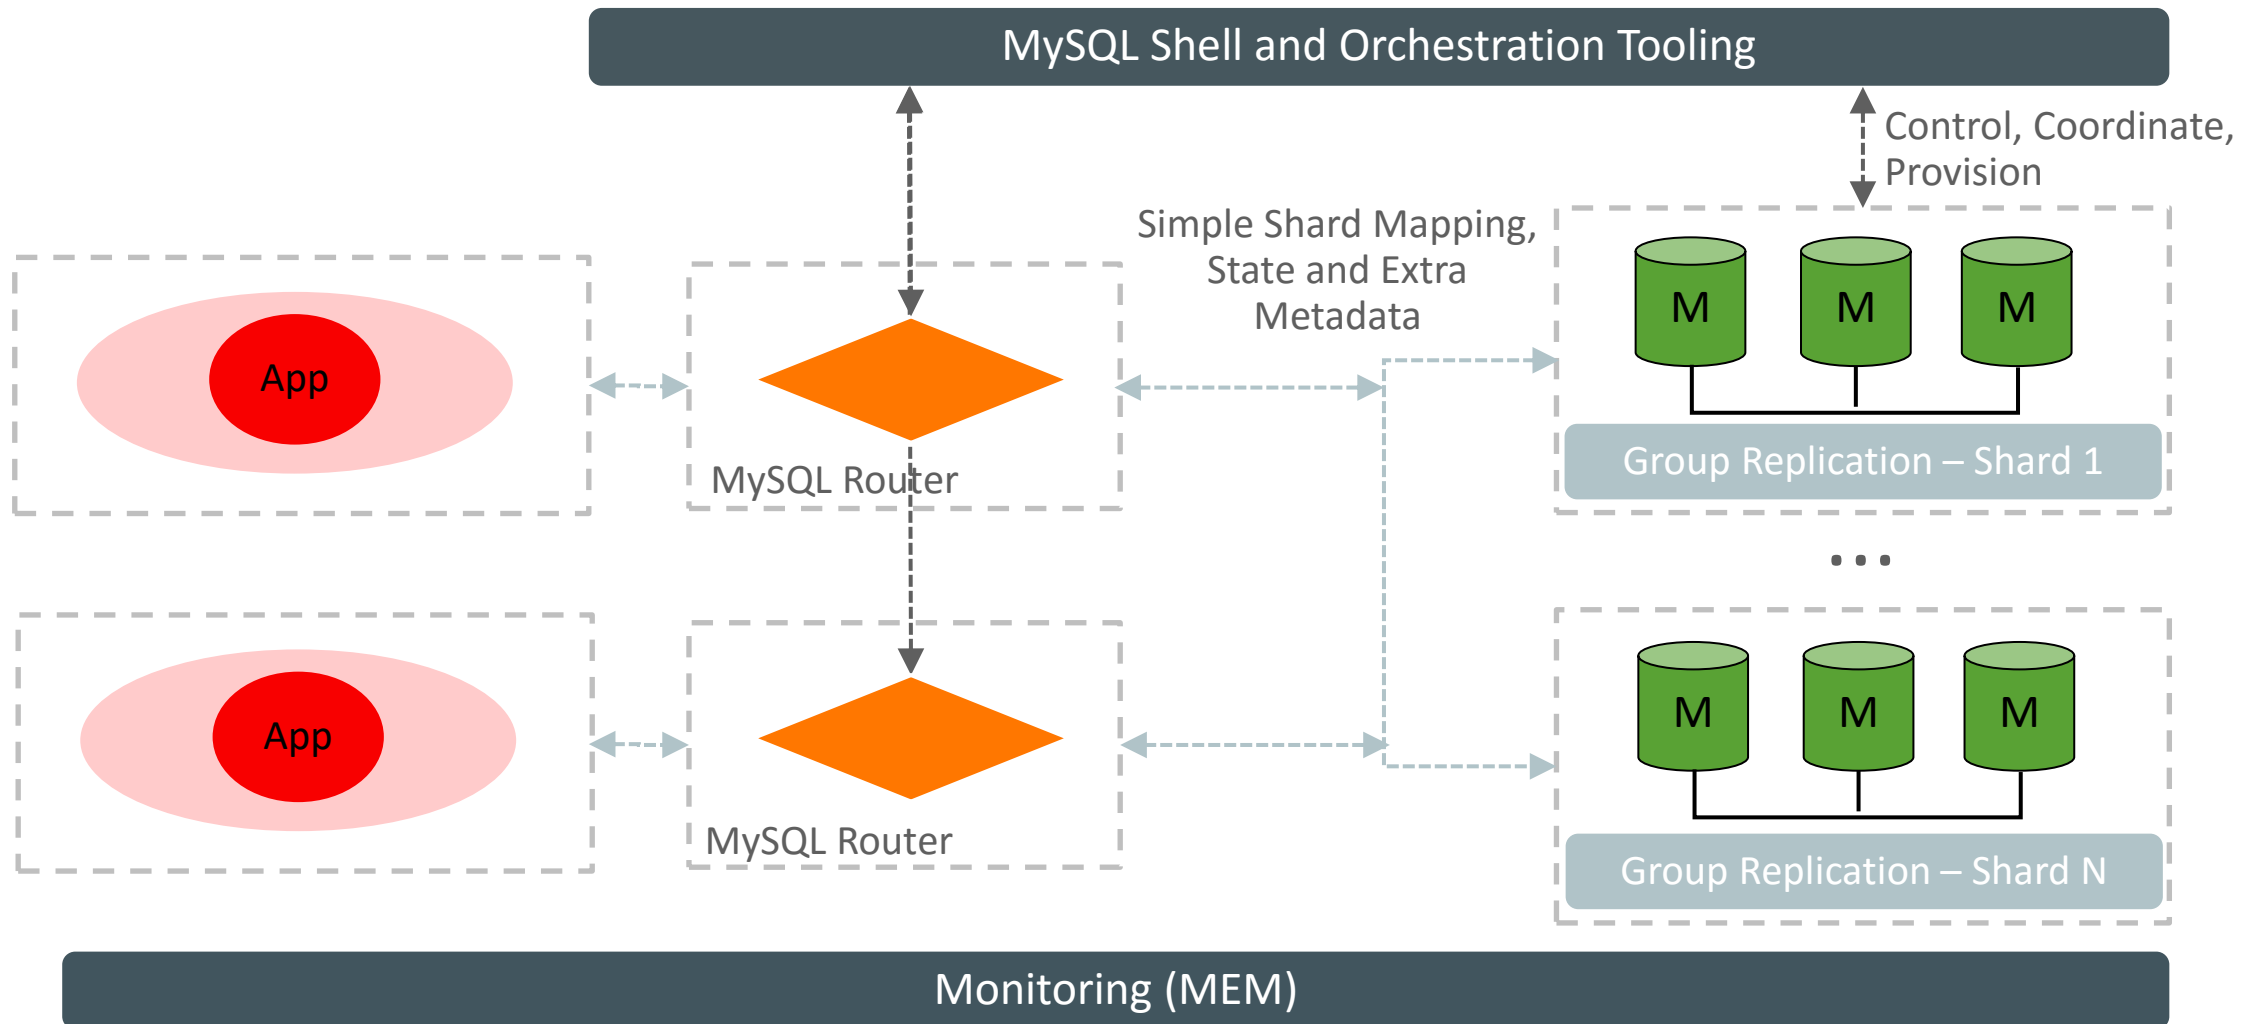 MySQL Shell and Orchestration Tooling
Control, Coordinate,
Provision
Simple Shard Mapping,
State and Extra
Metadata
App
MySQL Router
M M M
Group Replication – Shard 1
...
App
MySQL Router
M M M
Group Replication – Shard N
Monitoring (MEM)